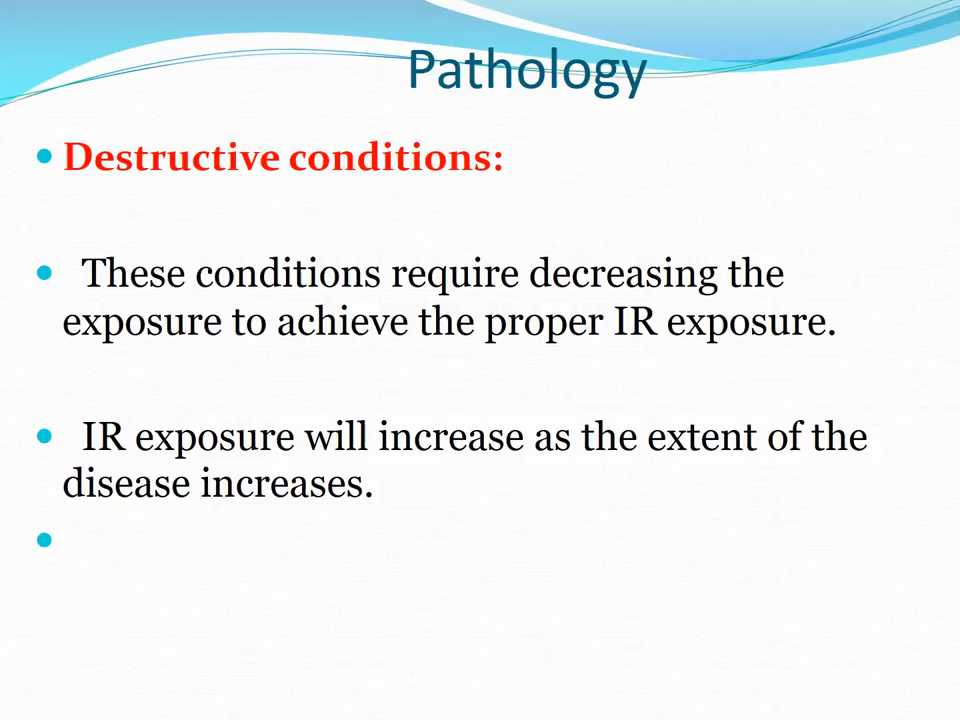 Pathology
• Destructive conditions:
• These conditions require decreasing the
exposure to achieve the proper IR exposure.
• IR exposure will increase as the extent of the
disease increases.
•